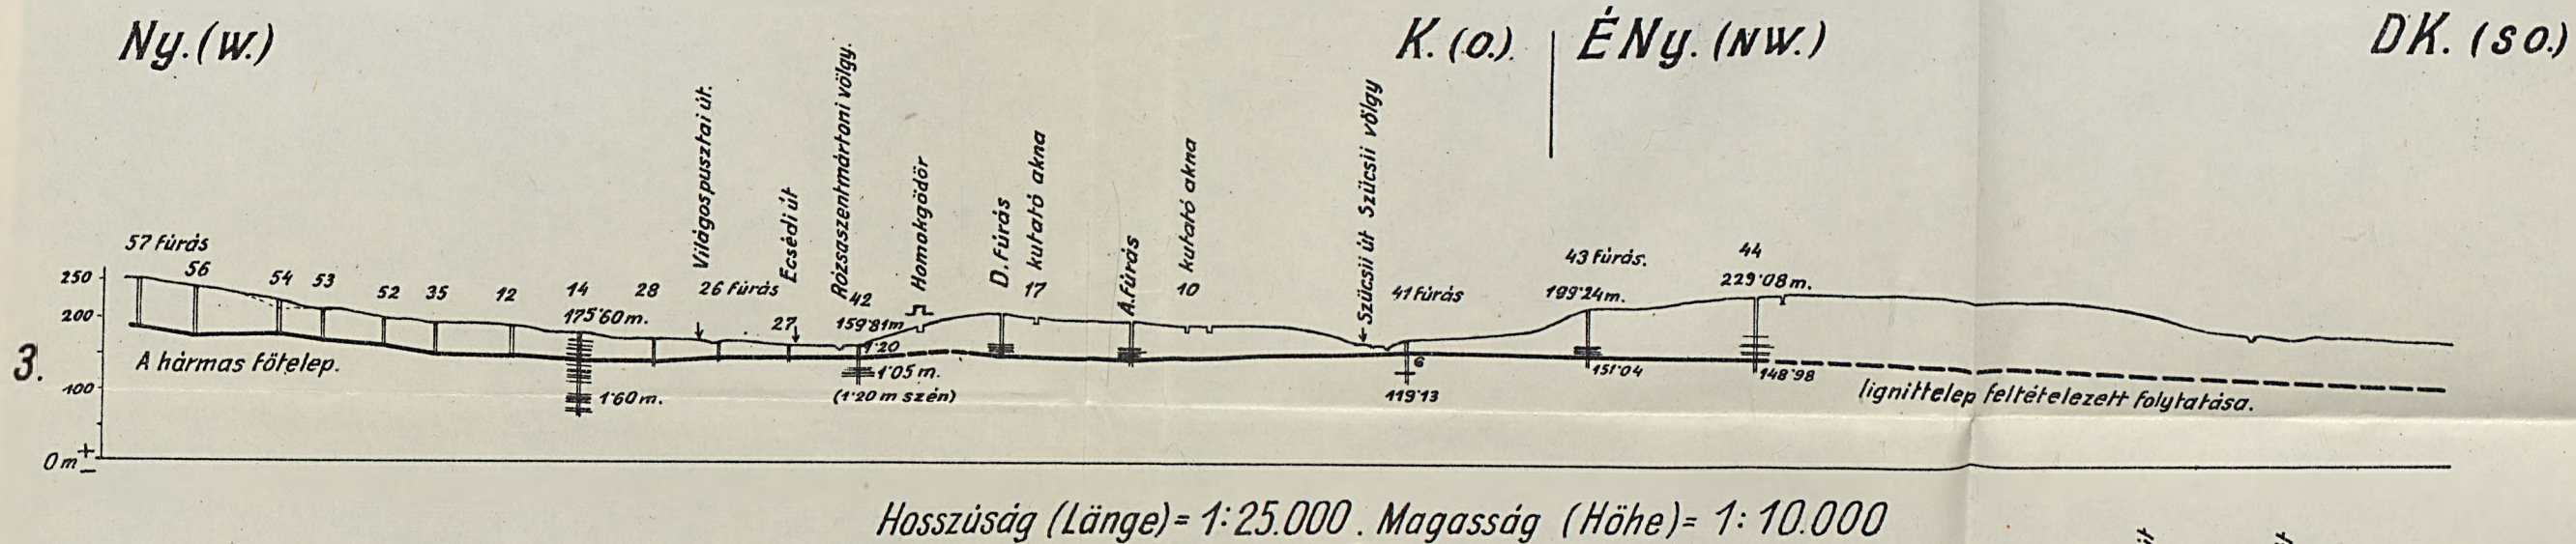 Ny. (W.)
K. (O.)
ÉNy. (NW.)
DK. (SO.)
3.
250
200
100
0 m + −
57 Fúrás
56
54
53
52
35
12
14
175·60 m.
28
Világospusztai út.
26 Fúrás
Ecsédi út
27
Rózsaszentmártoni völgy.
42
159·81m
Homokgödör
D. Fúrás
kutató akna
17
A. Fúrás
kutató akna
10
Szücsii út Szücsii völgy
41 Fúrás
43 Fúrás.
199·24m.
44
229·08 m.
A hármas főtelep.
1·60 m.
1·20
1·05 m.
(1·20 m szén)
6
119·13
151·04
148·98
lignittelep feltételezett folytatása.
Hosszúság (Länge)= 1:25.000. Magasság (Höhe)= 1:10.000